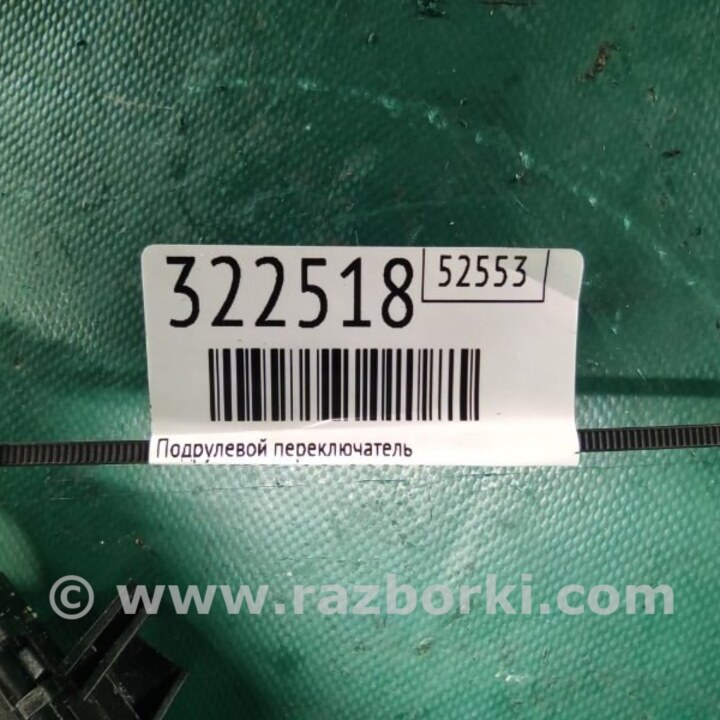 322518
52553
Подрулевой переключатель
© www.razborki.com